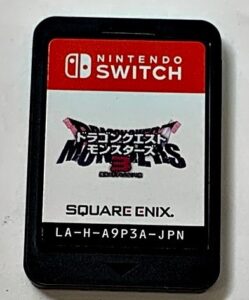 NINTENDO
SWITCH
ドラゴンクエスト
モンスターズ
3
SQUARE ENIX.
LA-H-A9P3A-JPN